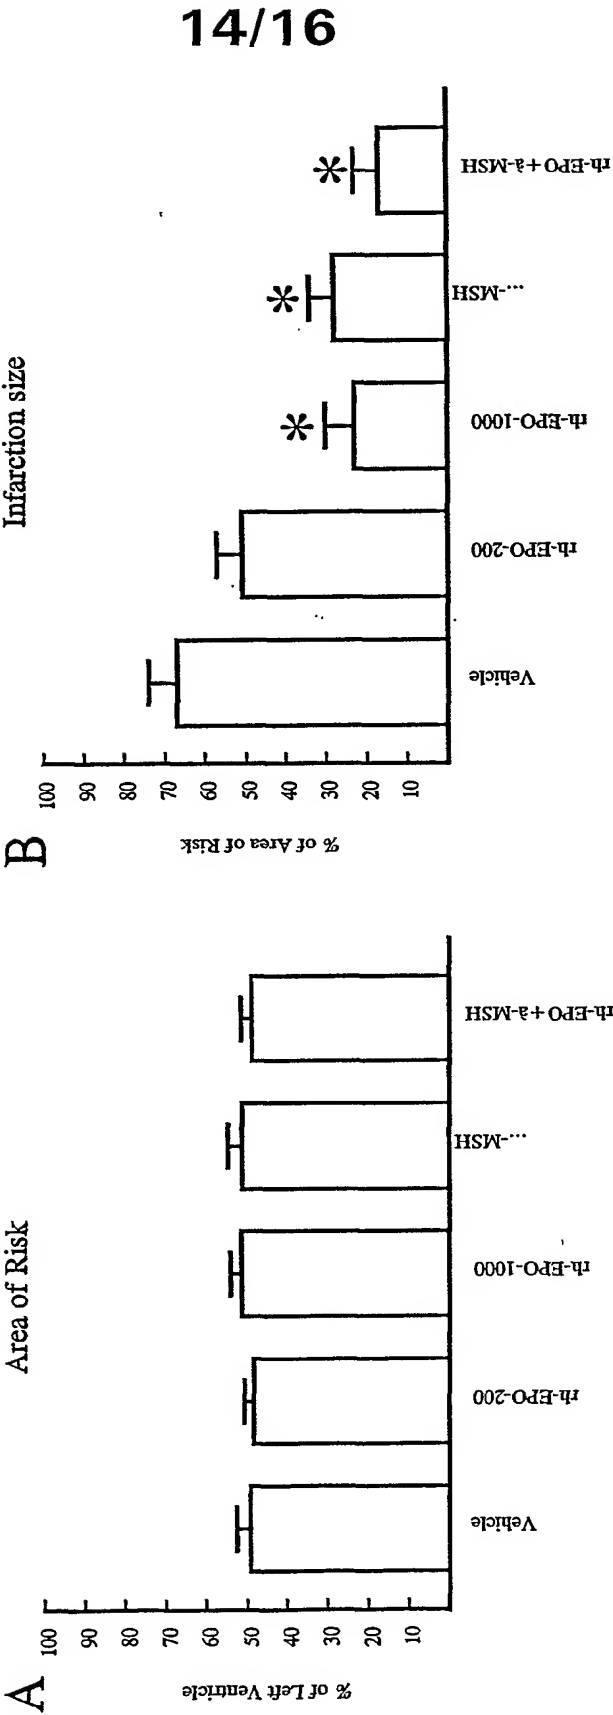 14/16
A
Area of Risk
% of Left Ventricle
100
90
80
70
60
50
40
30
20
10
Vehicle
rh-EPO-200
rh-EPO-1000
...-MSH
rh-EPO+à-MSH
B
Infarction size
% of Area of Risk
100
90
80
70
60
50
40
30
20
10
Vehicle
rh-EPO-200
rh-EPO-1000
*
...-MSH
*
rh-EPO+à-MSH
*